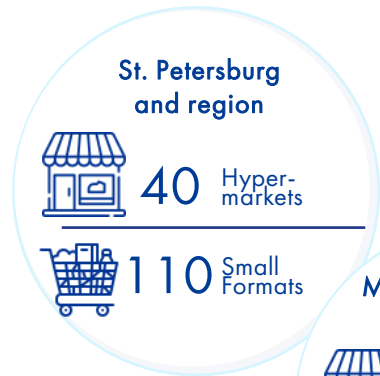 St. Petersburg
and region
40 Hyper-
markets
110 Small
Formats
M